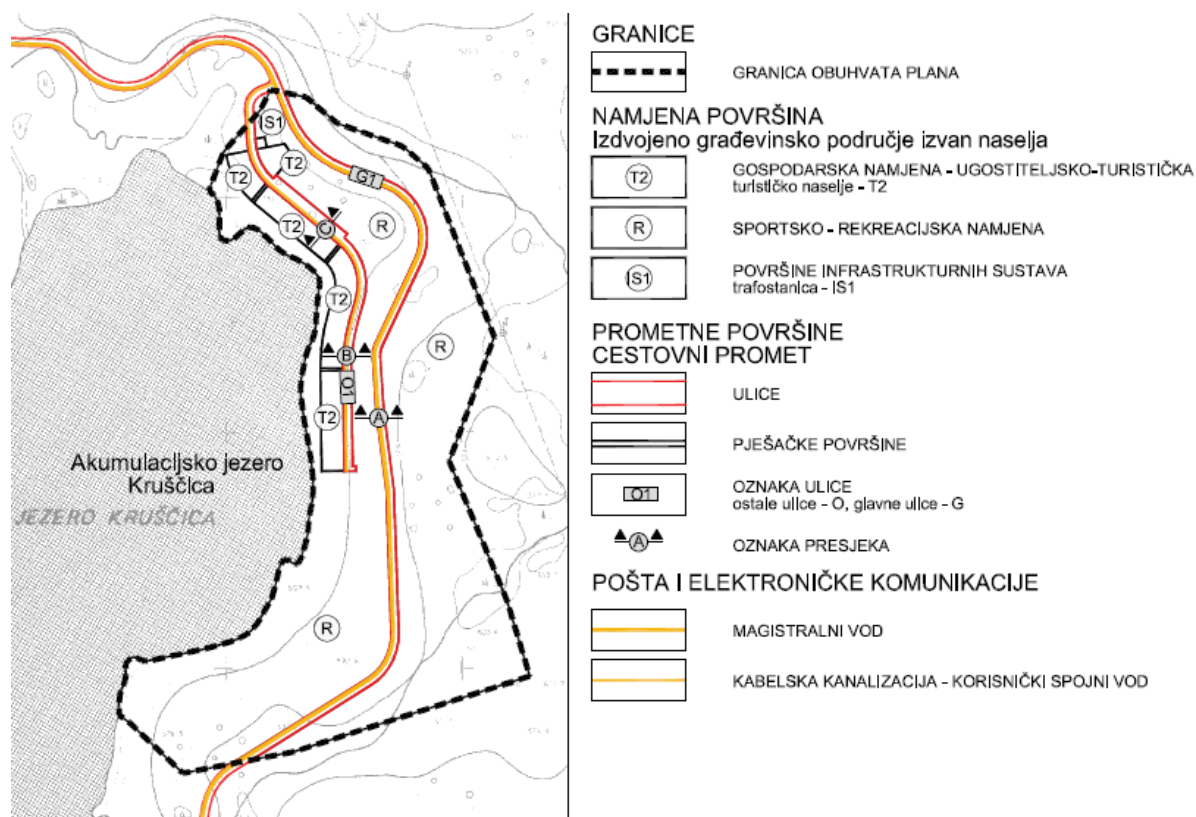 IS1
T2
T2
G1
T2
C
R
T2
R
B
O1
T2
A
Akumulacijsko jezero
Kruščica
JEZERO KRUŠČICA
R
GRANICE
GRANICA OBUHVATA PLANA
NAMJENA POVRŠINA
Izdvojeno građevinsko područje izvan naselja
T2
GOSPODARSKA NAMJENA - UGOSTITELJSKO-TURISTIČKA
turističko naselje - T2
R
SPORTSKO - REKREACIJSKA NAMJENA
IS1
POVRŠINE INFRASTRUKTURNIH SUSTAVA
trafostanica - IS1
PROMETNE POVRŠINE
CESTOVNI PROMET
ULICE
PJEŠAČKE POVRŠINE
O1
OZNAKA ULICE
ostale ulice - O, glavne ulice - G
A
OZNAKA PRESJEKA
POŠTA I ELEKTRONIČKE KOMUNIKACIJE
MAGISTRALNI VOD
KABELSKA KANALIZACIJA - KORISNIČKI SPOJNI VOD